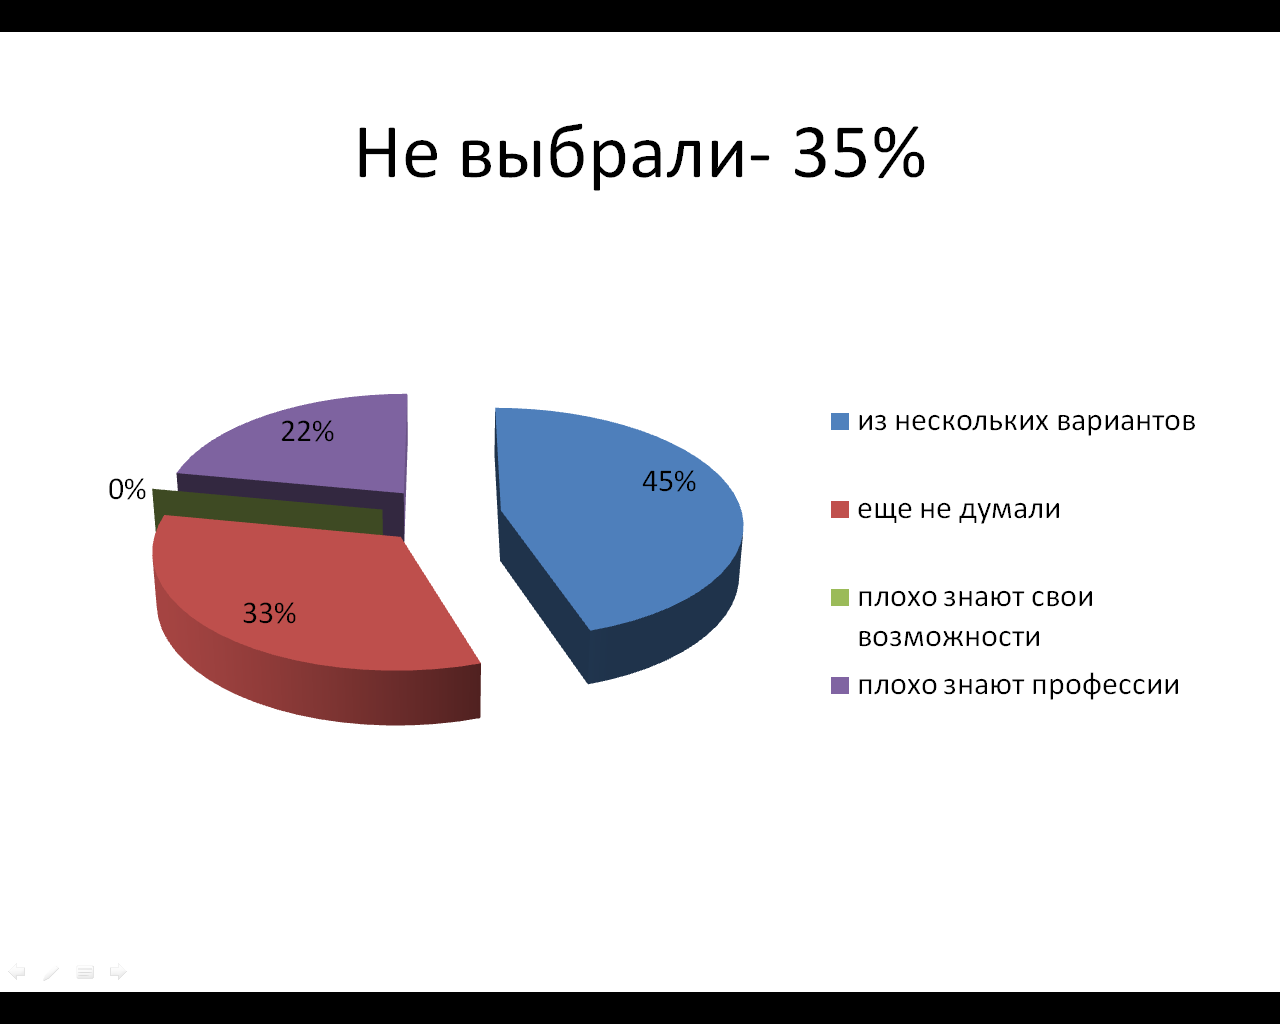 Не выбрали- 35%
22%
45%
0%
33%
из нескольких вариантов
еще не думали
плохо знают свои
возможности
плохо знают профессии